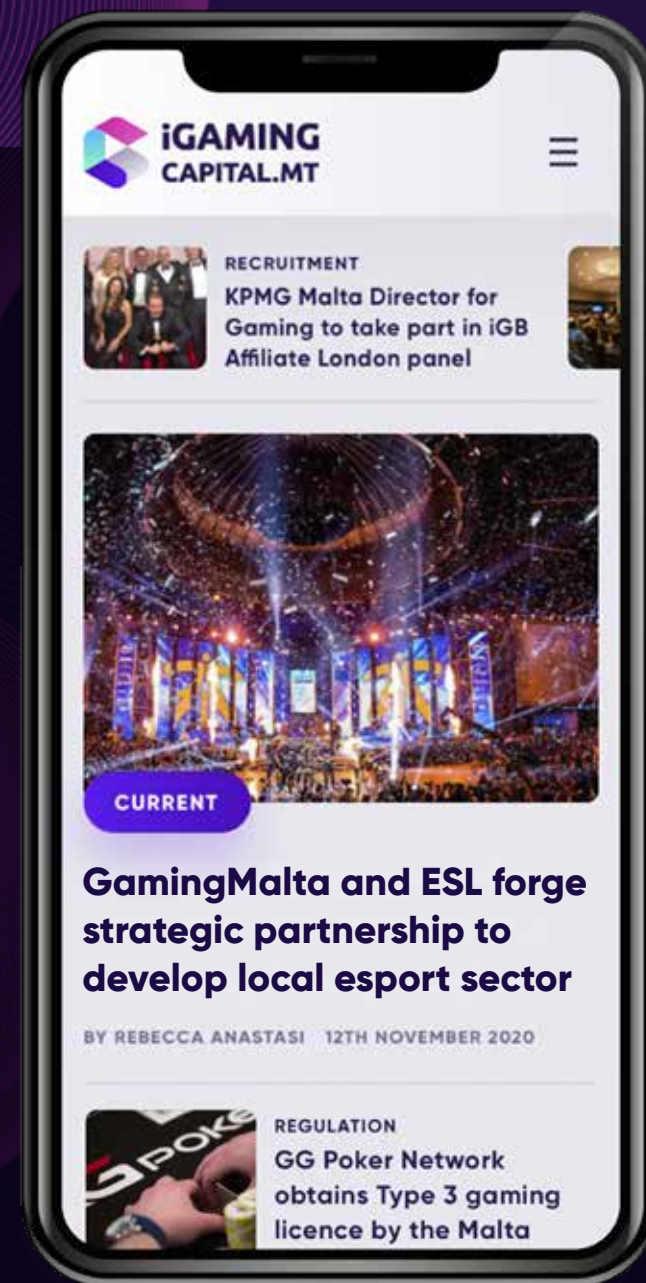 iGAMING
CAPITAL.MT
RECRUITMENT
KPMG Malta Director for
Gaming to take part in iGB
Affiliate London panel
CURRENT
GamingMalta and ESL forge
strategic partnership to
develop local esport sector
BY REBECCA ANASTASI 12TH NOVEMBER 2020
GG POKE
REGULATION
GG Poker Network
obtains Type 3 gaming
licence by the Malta